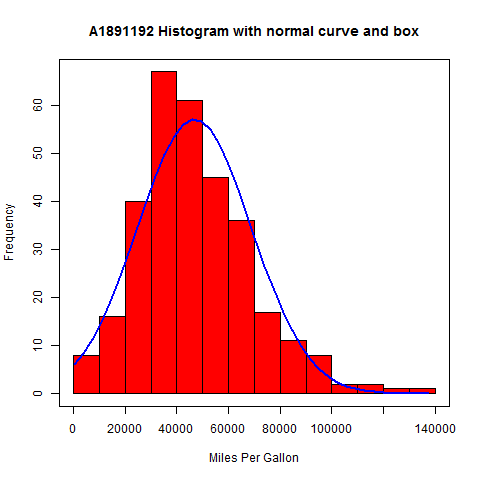 A1891192 Histogram with normal curve and box
Frequency
0 10 20 30 40 50 60
0 20000 40000 60000 80000 100000 140000
Miles Per Gallon